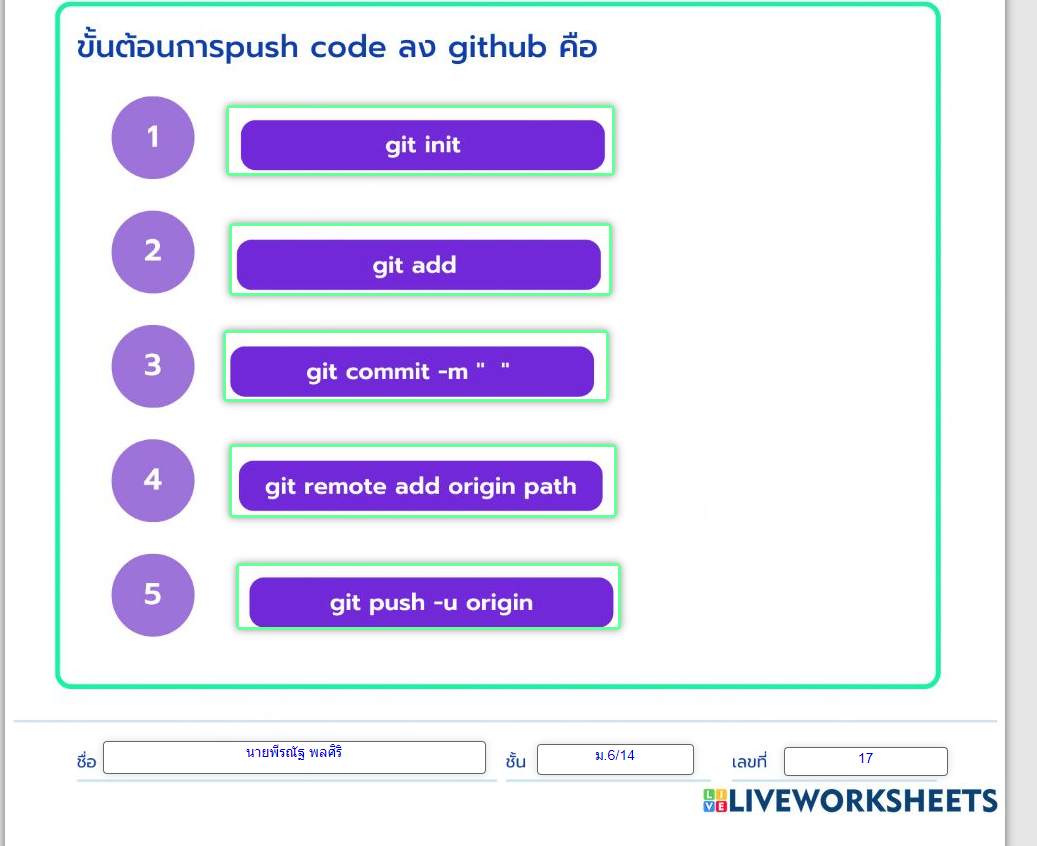 ขั้นต้อนการpush code ลง github คือ
1 git init
2 git add
3 git commit -m "  "
4 git remote add origin path
5 git push -u origin
ชื่อ นายพีรณัฐ พลศิริ ชั้น ม.6/14 เลขที่ 17
LIVE LIVEWORKSHEETS